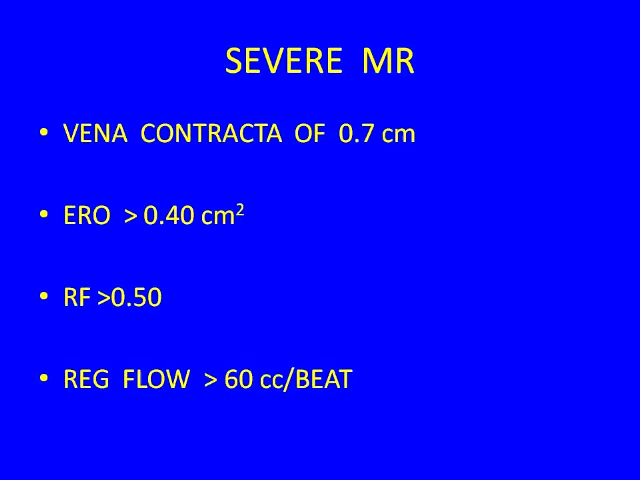 SEVERE MR
• VENA CONTRACTA OF 0.7 cm
• ERO > 0.40 cm²
• RF >0.50
• REG FLOW > 60 cc/BEAT